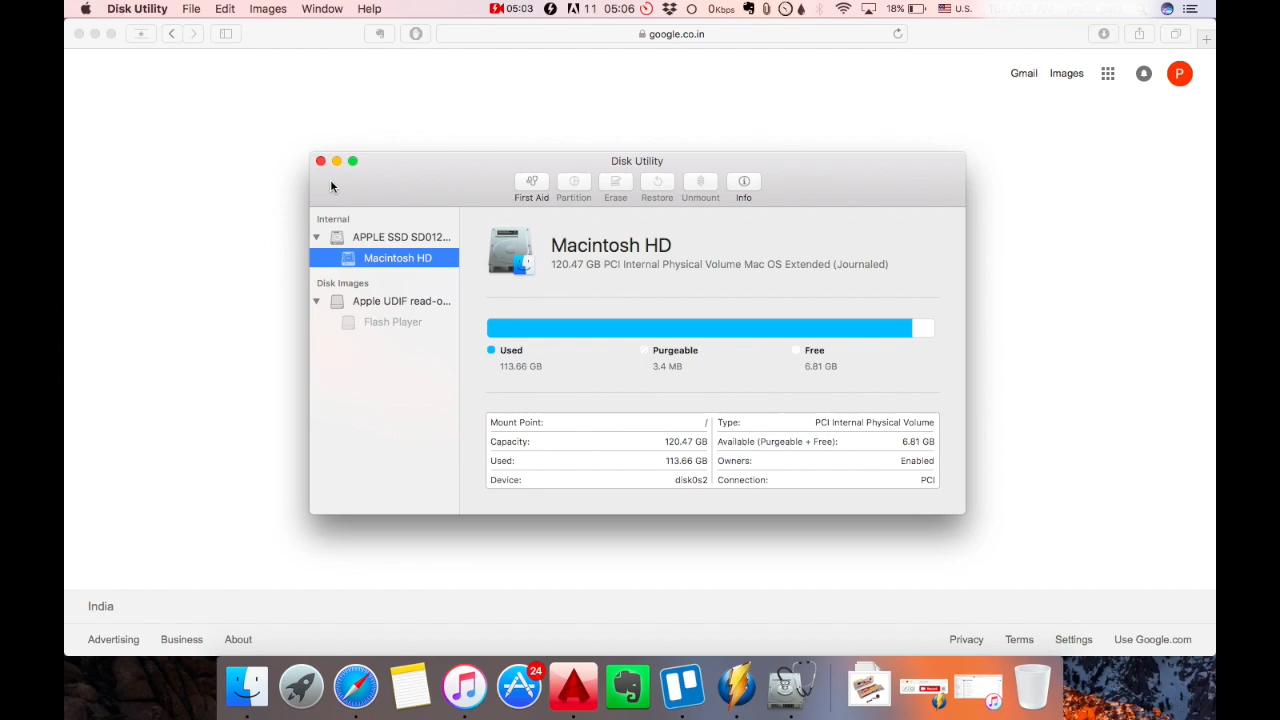 Disk Utility File Edit Images Window Help 05:03 11 05:06 0Kbps 18% U.S.
google.co.in
Gmail Images P
Disk Utility
First Aid Partition Erase Restore Unmount Info
Internal
APPLE SSD SD012...
Macintosh HD
Disk Images
Apple UDIF read-o...
Flash Player
Macintosh HD
120.47 GB PCI Internal Physical Volume Mac OS Extended (Journaled)
Used Purgeable Free
113.66 GB 3.4 MB 6.81 GB
Mount Point: / Type: PCI Internal Physical Volume
Capacity: 120.47 GB Available (Purgeable + Free): 6.81 GB
Used: 113.66 GB Owners: Enabled
Device: disk0s2 Connection: PCI
India
Advertising Business About Privacy Terms Settings Use Google.com
24